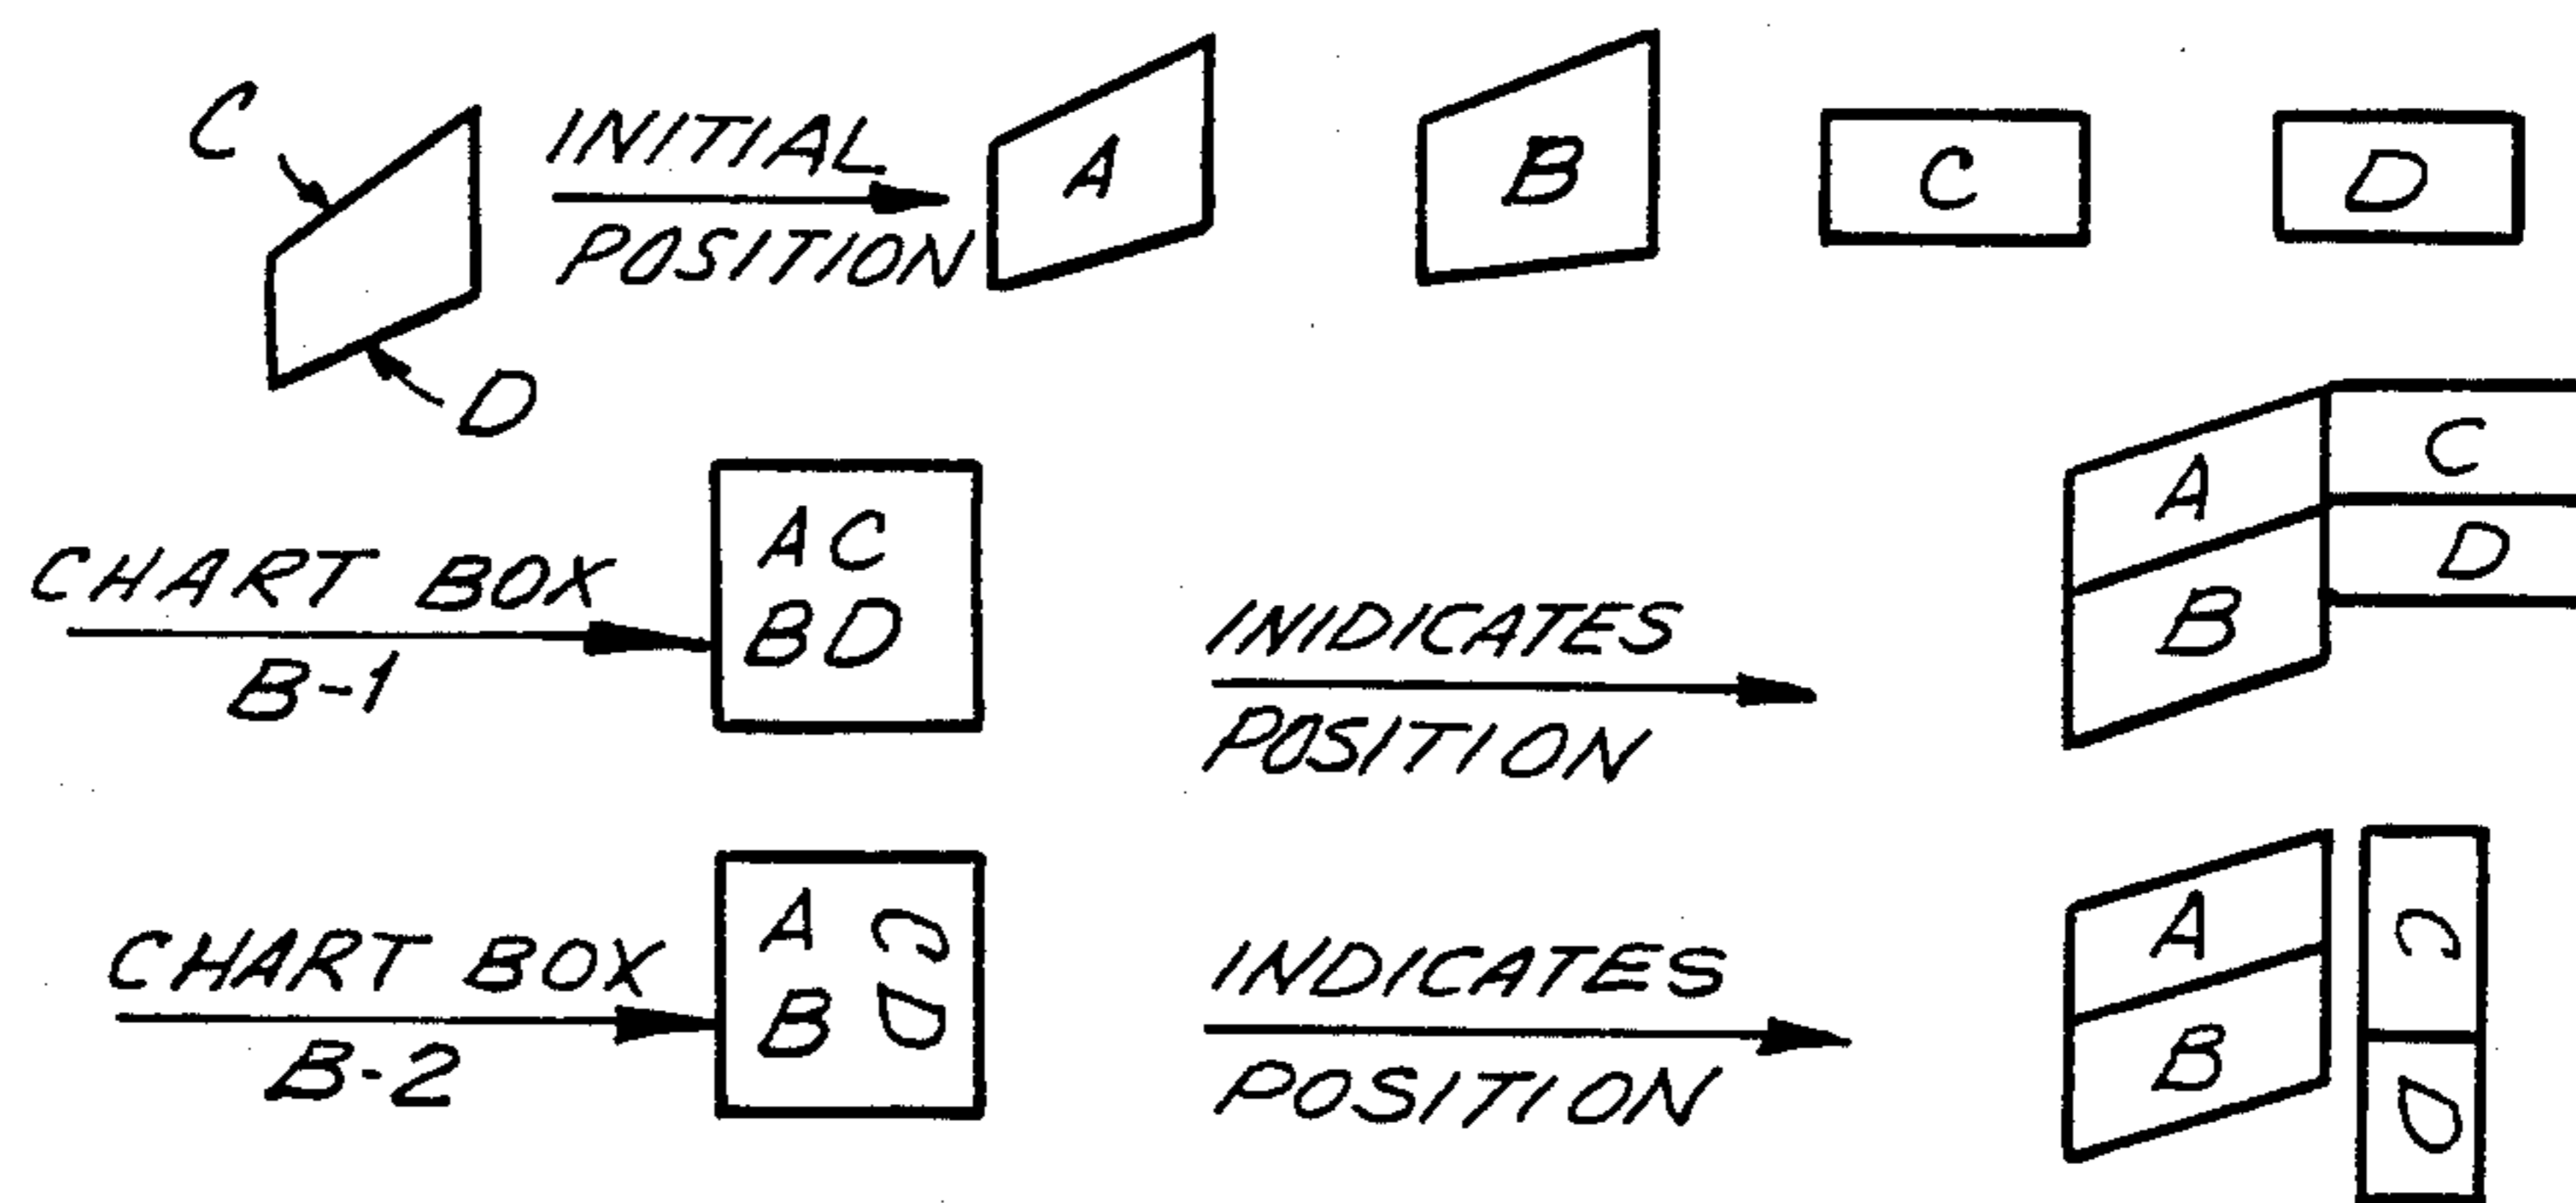 C
INITIAL
POSITION
A
B
C
D
D
CHART BOX
B-1
AC
BD
INIDICATES
POSITION
A
C
B
D
CHART BOX
B-2
A C
B D
INDICATES
POSITION
A
C
B
D